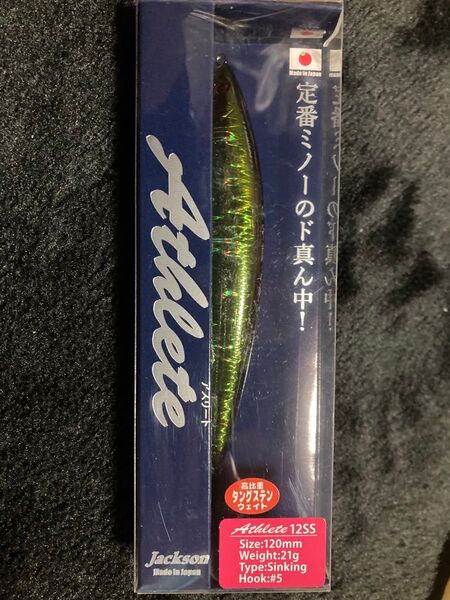 Made in Japan
定番ミノーのド真ん中!
Athlete
アスリート
高比重
タングステン
ウェイト
Athlete 12SS
Size:120mm
Weight:21g
Type:Sinking
Hook:#5
Jackson
Made In Japan